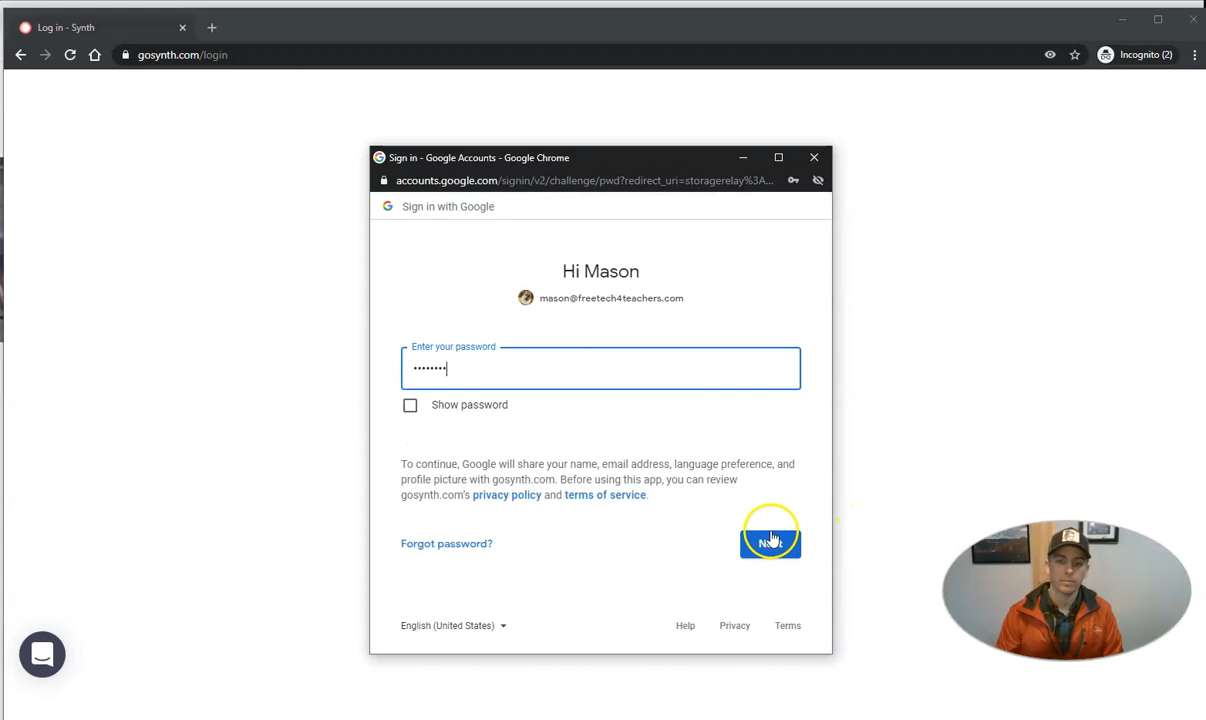 Log in - Synth
gosynth.com/login
Incognito (2)
Sign in - Google Accounts - Google Chrome
accounts.google.com/signin/v2/challenge/pwd?redirect_uri=storagerelay%3A...
Sign in with Google
Hi Mason
mason@freetech4teachers.com
Enter your password
••••••••
Show password
To continue, Google will share your name, email address, language preference, and
profile picture with gosynth.com. Before using this app, you can review
gosynth.com's privacy policy and terms of service.
Forgot password?
Next
English (United States)
Help
Privacy
Terms